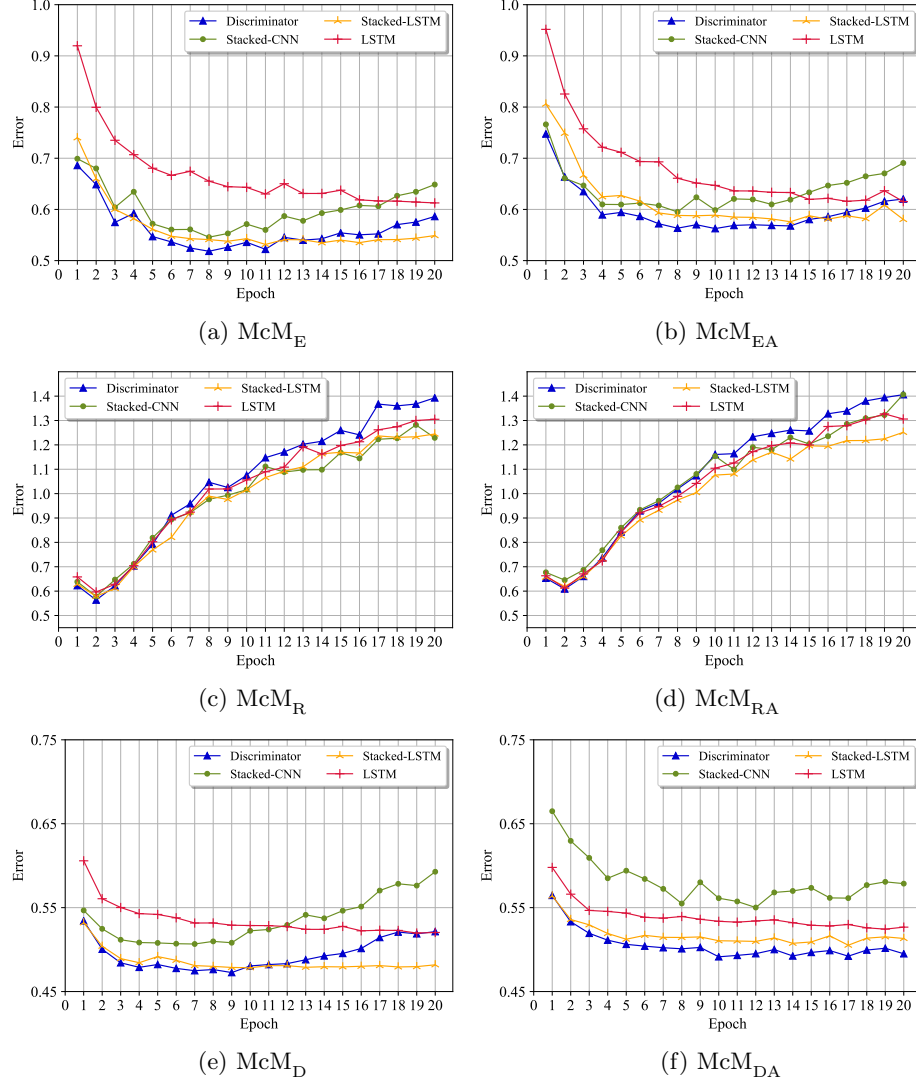 Discriminator
Stacked-CNN
Stacked-LSTM
LSTM
Error
1.0
0.9
0.8
0.7
0.6
0.5
0 1 2 3 4 5 6 7 8 9 10 11 12 13 14 15 16 17 18 19 20
Epoch
(a) McM_E
Discriminator
Stacked-CNN
Stacked-LSTM
LSTM
Error
1.0
0.9
0.8
0.7
0.6
0.5
0 1 2 3 4 5 6 7 8 9 10 11 12 13 14 15 16 17 18 19 20
Epoch
(b) McM_EA
Discriminator
Stacked-CNN
Stacked-LSTM
LSTM
Error
1.4
1.3
1.2
1.1
1.0
0.9
0.8
0.7
0.6
0.5
0 1 2 3 4 5 6 7 8 9 10 11 12 13 14 15 16 17 18 19 20
Epoch
(c) McM_R
Discriminator
Stacked-CNN
Stacked-LSTM
LSTM
Error
1.4
1.3
1.2
1.1
1.0
0.9
0.8
0.7
0.6
0.5
0 1 2 3 4 5 6 7 8 9 10 11 12 13 14 15 16 17 18 19 20
Epoch
(d) McM_RA
Discriminator
Stacked-CNN
Stacked-LSTM
LSTM
Error
0.75
0.65
0.55
0.45
0 1 2 3 4 5 6 7 8 9 10 11 12 13 14 15 16 17 18 19 20
Epoch
(e) McM_D
Discriminator
Stacked-CNN
Stacked-LSTM
LSTM
Error
0.75
0.65
0.55
0.45
0 1 2 3 4 5 6 7 8 9 10 11 12 13 14 15 16 17 18 19 20
Epoch
(f) McM_DA